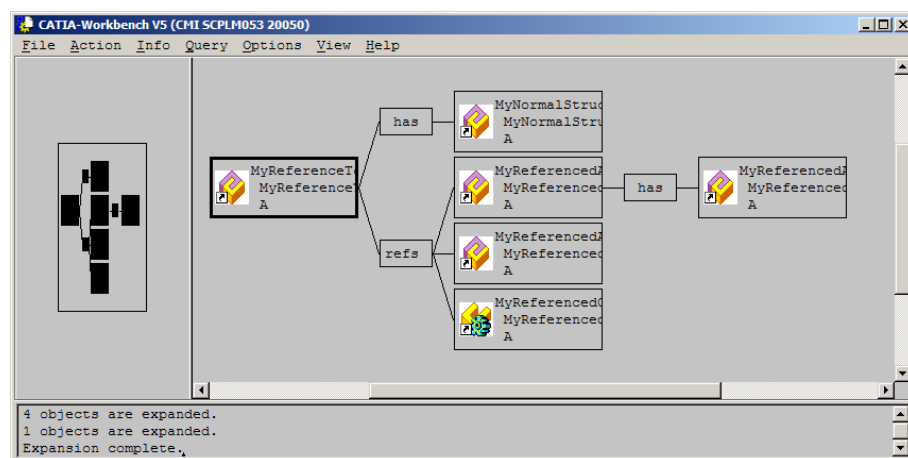 CATIA-Workbench V5 (CMI SCPLM053 20050)
File Action Info Query Options View Help
has
MyNormalStruc
MyNormalStru
A
MyReferenceTo
MyReferenceT
A
MyReferencedA
MyReferenced
A
has
MyReferencedA
MyReferenced
A
refs
MyReferencedA
MyReferenced
A
MyReferencedC
MyReferenced
A
4 objects are expanded.
1 objects are expanded.
Expansion complete.